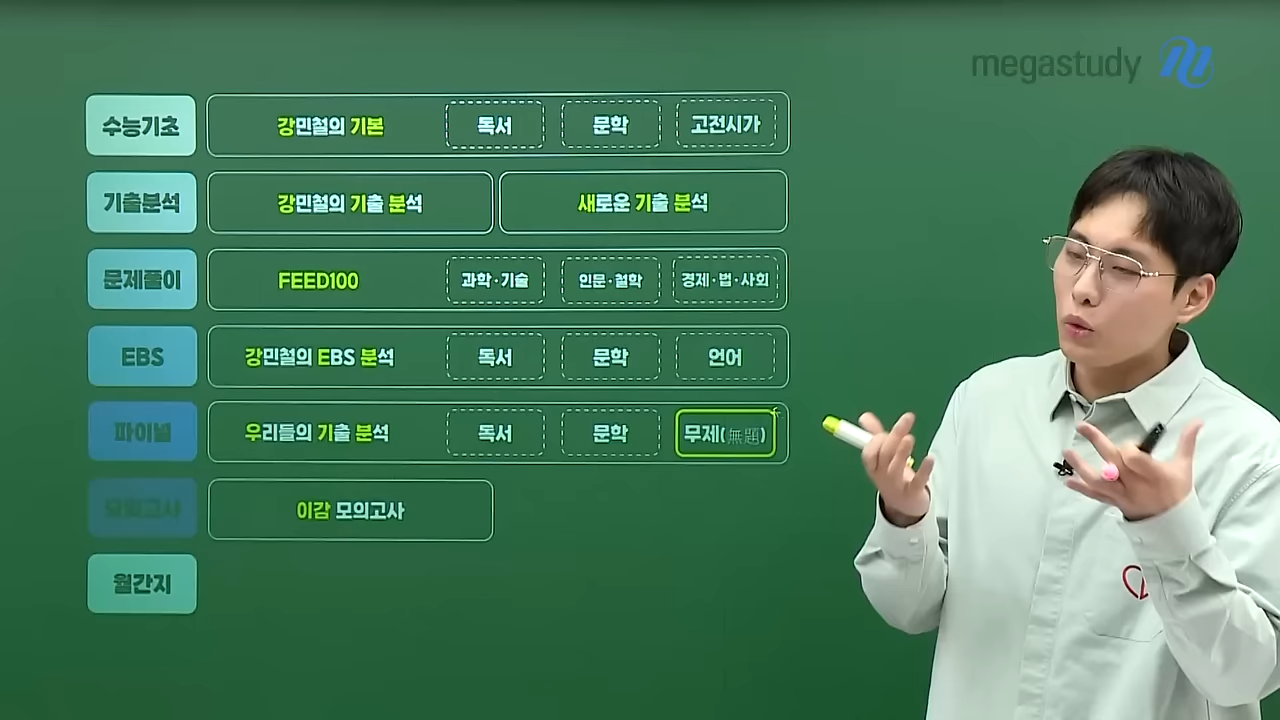 megastudy
수능기초 강민철의 기본 독서 문학 고전시가
기출분석 강민철의 기출 분석 새로운 기출 분석
문제풀이 FEED100 과학·기술 인문·철학 경제·법·사회
EBS 강민철의 EBS 분석 독서 문학 언어
파이널 우리들의 기출 분석 독서 문학 무제(無題)
모의고사 이감 모의고사
월간지